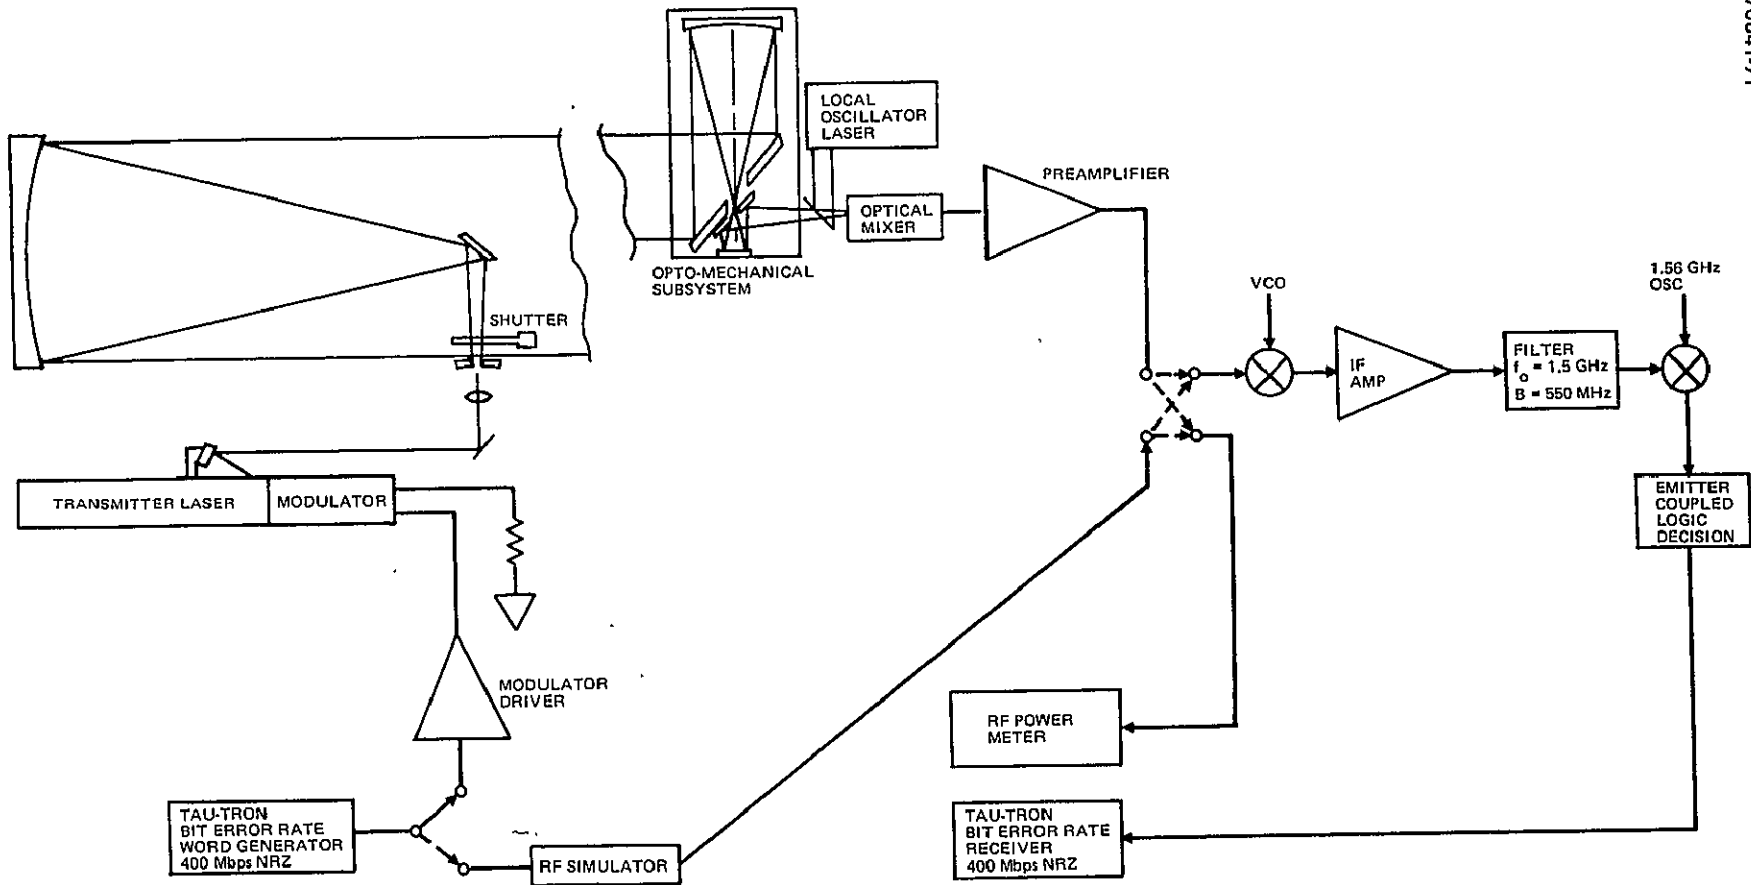 LOCAL
OSCILLATOR
LASER
PREAMPLIFIER
OPTICAL
MIXER
OPTO-MECHANICAL
SUBSYSTEM
SHUTTER
VCO
1.56 GHz
OSC
IF
AMP
FILTER
fo = 1.5 GHz
B = 550 MHz
TRANSMITTER LASER
MODULATOR
EMITTER
COUPLED
LOGIC
DECISION
MODULATOR
DRIVER
RF POWER
METER
TAU-TRON
BIT ERROR RATE
WORD GENERATOR
400 Mbps NRZ
RF SIMULATOR
TAU-TRON
BIT ERROR RATE
RECEIVER
400 Mbps NRZ